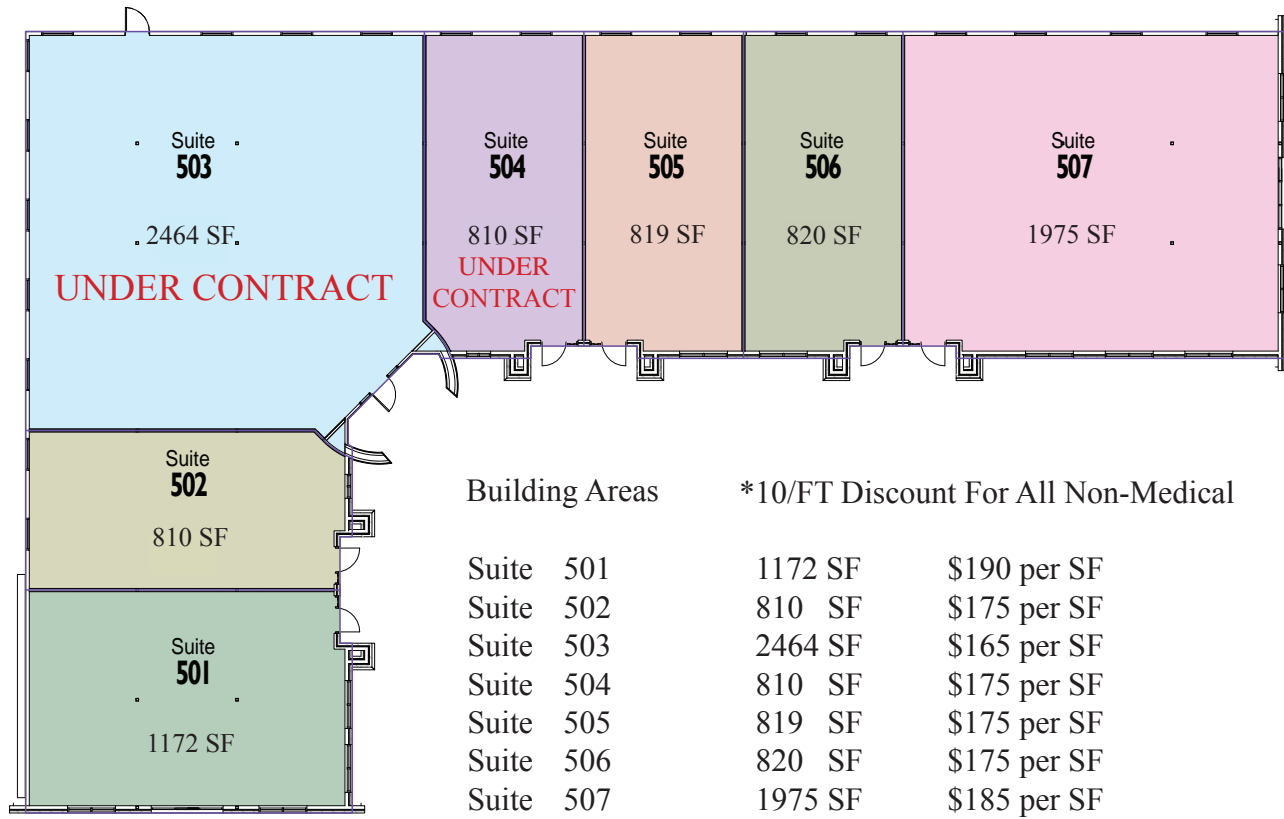 Suite
503
2464 SF
UNDER CONTRACT
Suite
504
810 SF
UNDER
CONTRACT
Suite
505
819 SF
Suite
506
820 SF
Suite
507
1975 SF
Suite
502
810 SF
Suite
501
1172 SF
Building Areas *10/FT Discount For All Non-Medical
Suite 501 1172 SF $190 per SF
Suite 502 810 SF $175 per SF
Suite 503 2464 SF $165 per SF
Suite 504 810 SF $175 per SF
Suite 505 819 SF $175 per SF
Suite 506 820 SF $175 per SF
Suite 507 1975 SF $185 per SF